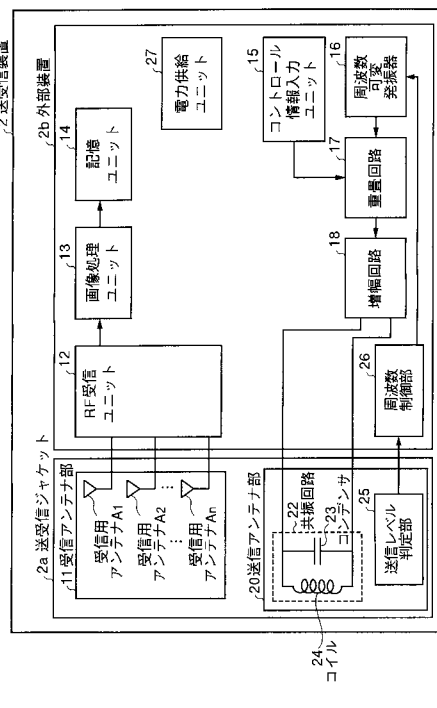 2 送受信装置
2a 送受信ジャケット
2b 外部装置
11 受信アンテナ部
受信用
アンテナA1
受信用
アンテナA2
⋮
⋮
受信用
アンテナAn
12
RF受信
ユニット
13
画像処理
ユニット
14
記憶
ユニット
27
電力供給
ユニット
15
コントロール
情報入力
ユニット
16
周波数
可変
発振器
17
重畳回路
18
増幅回路
26
周波数
制御部
20 送信アンテナ部
22
共振回路
23
コンデンサ
24
コイル
25
送信レベル
判定部